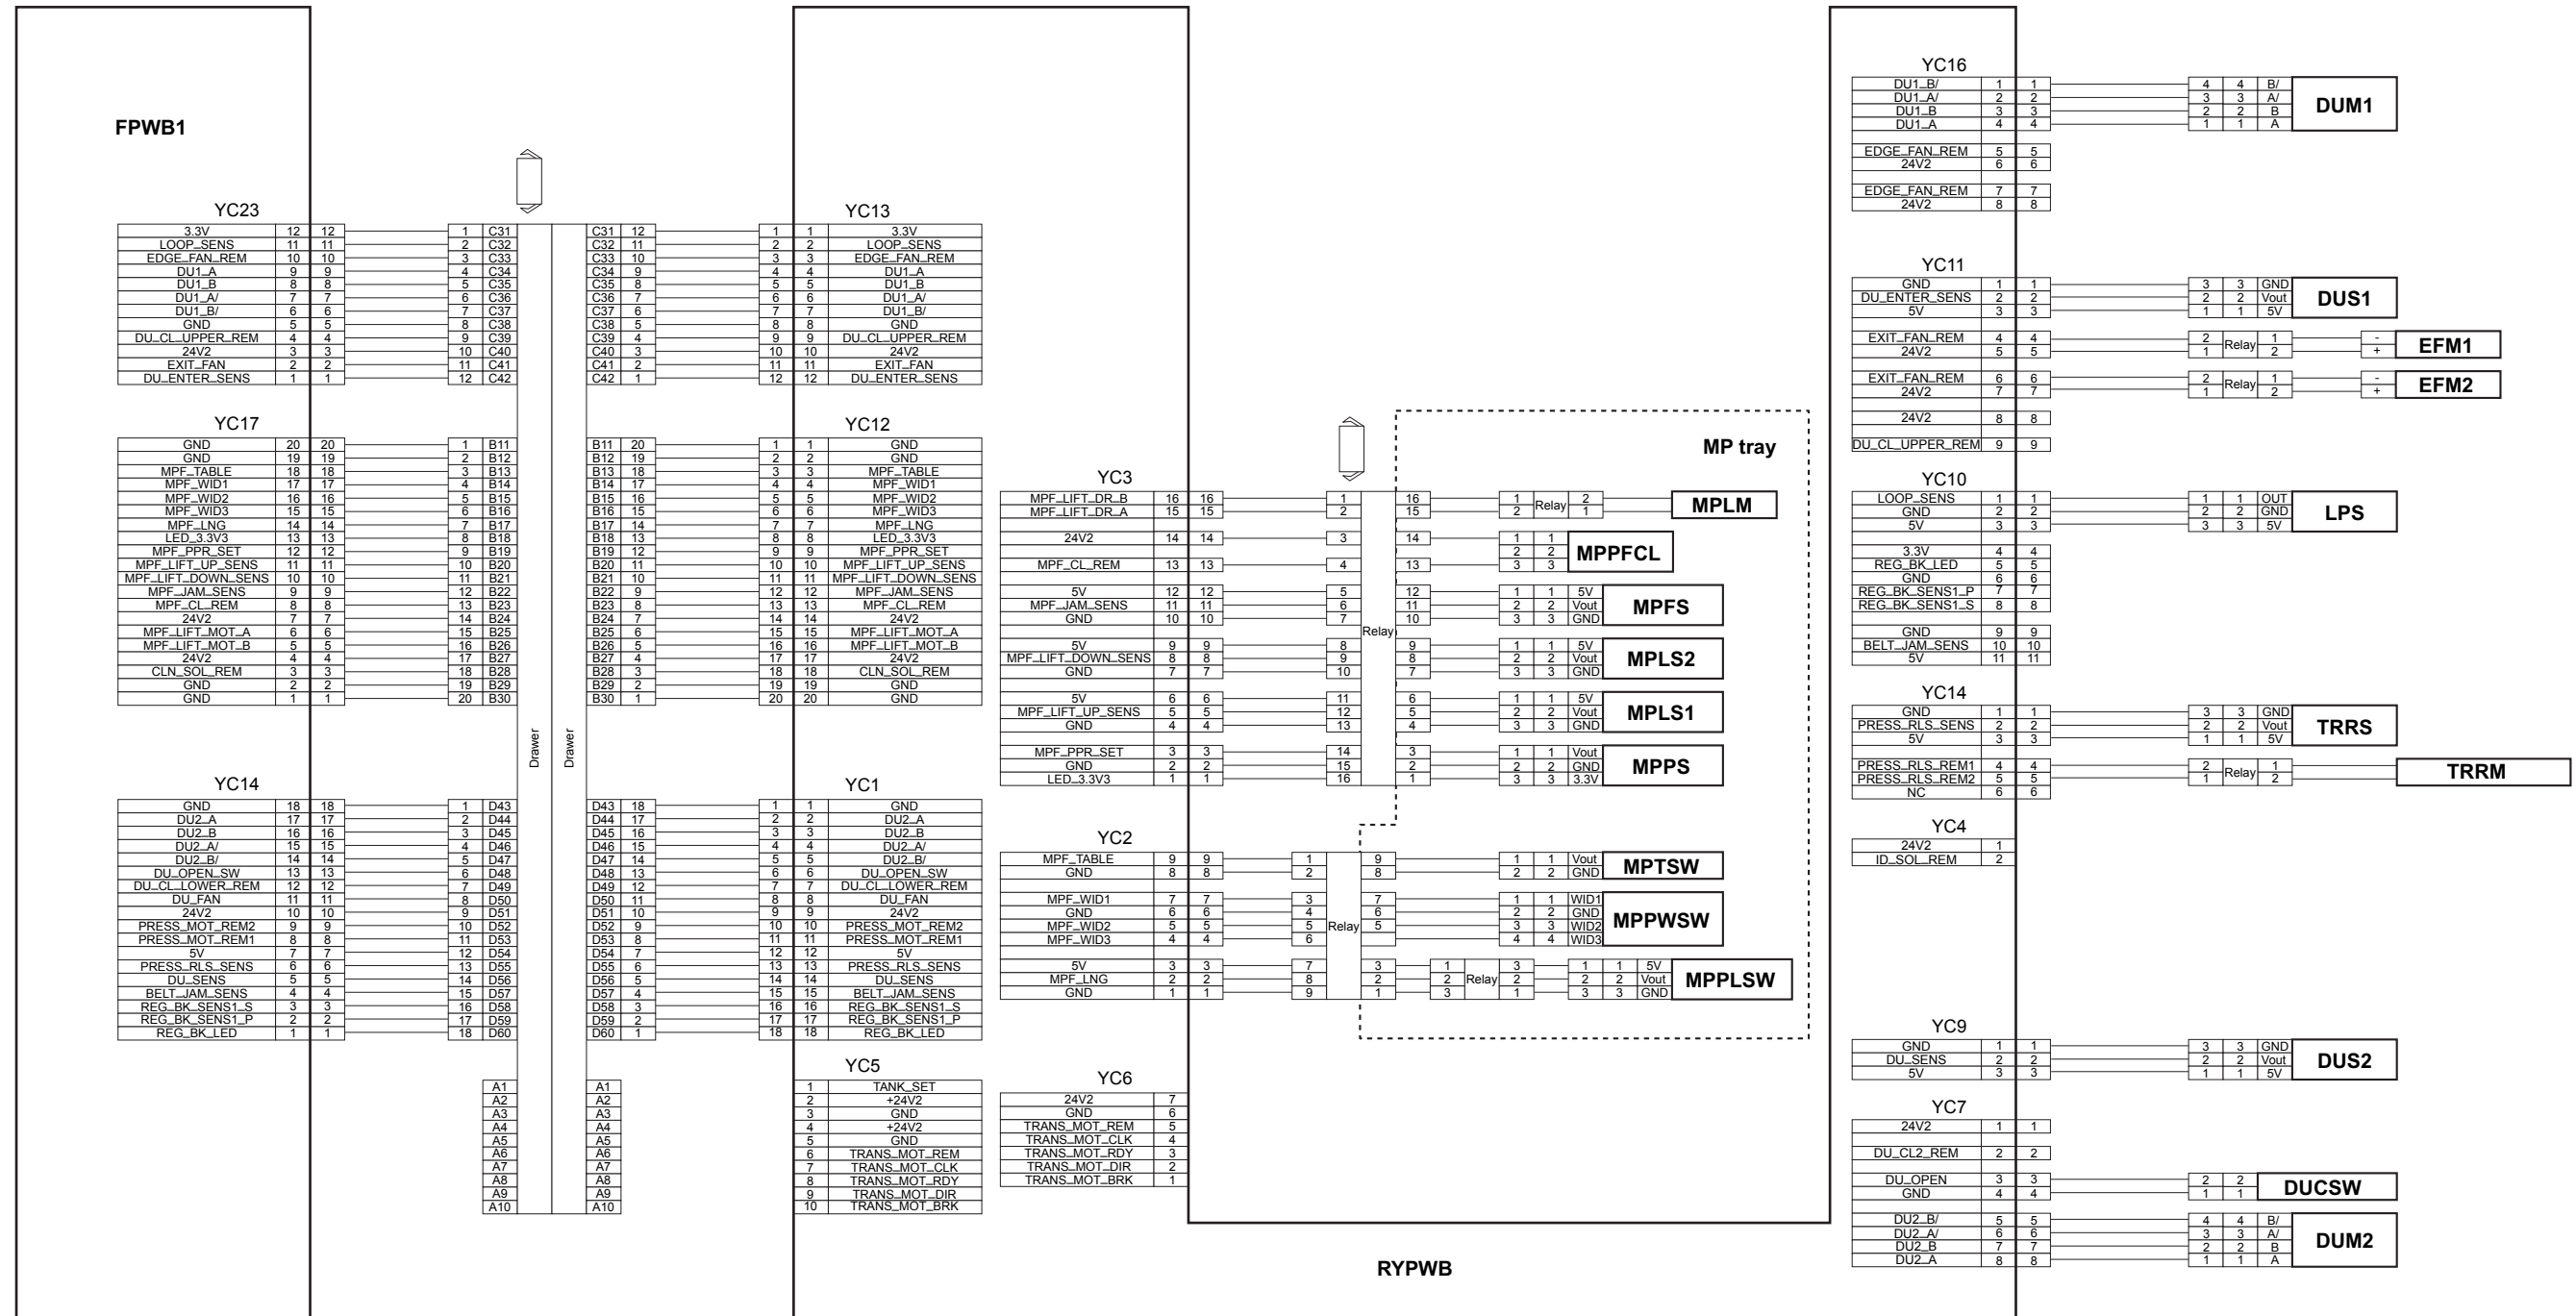 FPWB1
YC23
3.3V 12 12 1 C31
LOOP_SENS 11 11 2 C32
EDGE_FAN_REM 10 10 3 C33
DU1_A 9 9 4 C34
DU1_B 8 8 5 C35
DU1_A/ 7 7 6 C36
DU1_B/ 6 6 7 C37
GND 5 5 8 C38
DU_CL_UPPER_REM 4 4 9 C39
24V2 3 3 10 C40
EXIT_FAN 2 2 11 C41
DU_ENTER_SENS 1 1 12 C42
YC17
GND 20 20 1 B11
GND 19 19 2 B12
MPF_TABLE 18 18 3 B13
MPF_WID1 17 17 4 B14
MPF_WID2 16 16 5 B15
MPF_WID3 15 15 6 B16
MPF_LNG 14 14 7 B17
LED_3.3V3 13 13 8 B18
MPF_PPR_SET 12 12 9 B19
MPF_LIFT_UP_SENS 11 11 10 B20
MPF_LIFT_DOWN_SENS 10 10 11 B21
MPF_JAM_SENS 9 9 12 B22
MPF_CL_REM 8 8 13 B23
24V2 7 7 14 B24
MPF_LIFT_MOT_A 6 6 15 B25
MPF_LIFT_MOT_B 5 5 16 B26
24V2 4 4 17 B27
CLN_SOL_REM 3 3 18 B28
GND 2 2 19 B29
GND 1 1 20 B30
YC14
GND 18 18 1 D43
DU2_A 17 17 2 D44
DU2_B 16 16 3 D45
DU2_A/ 15 15 4 D46
DU2_B/ 14 14 5 D47
DU_OPEN_SW 13 13 6 D48
DU_CL_LOWER_REM 12 12 7 D49
DU_FAN 11 11 8 D50
24V2 10 10 9 D51
PRESS_MOT_REM2 9 9 10 D52
PRESS_MOT_REM1 8 8 11 D53
5V 7 7 12 D54
PRESS_RLS_SENS 6 6 13 D55
DU_SENS 5 5 14 D56
BELT_JAM_SENS 4 4 15 D57
REG_BK_SENS1_S 3 3 16 D58
REG_BK_SENS1_P 2 2 17 D59
REG_BK_LED 1 1 18 D60
A1
A2
A3
A4
A5
A6
A7
A8
A9
A10
Drawer
Drawer
YC13
C31 12 1 1 3.3V
C32 11 2 2 LOOP_SENS
C33 10 3 3 EDGE_FAN_REM
C34 9 4 4 DU1_A
C35 8 5 5 DU1_B
C36 7 6 6 DU1_A/
C37 6 7 7 DU1_B/
C38 5 8 8 GND
C39 4 9 9 DU_CL_UPPER_REM
C40 3 10 10 24V2
C41 2 11 11 EXIT_FAN
C42 1 12 12 DU_ENTER_SENS
YC12
B11 20 1 1 GND
B12 19 2 2 GND
B13 18 3 3 MPF_TABLE
B14 17 4 4 MPF_WID1
B15 16 5 5 MPF_WID2
B16 15 6 6 MPF_WID3
B17 14 7 7 MPF_LNG
B18 13 8 8 LED_3.3V3
B19 12 9 9 MPF_PPR_SET
B20 11 10 10 MPF_LIFT_UP_SENS
B21 10 11 11 MPF_LIFT_DOWN_SENS
B22 9 12 12 MPF_JAM_SENS
B23 8 13 13 MPF_CL_REM
B24 7 14 14 24V2
B25 6 15 15 MPF_LIFT_MOT_A
B26 5 16 16 MPF_LIFT_MOT_B
B27 4 17 17 24V2
B28 3 18 18 CLN_SOL_REM
B29 2 19 19 GND
B30 1 20 20 GND
YC1
D43 18 1 1 GND
D44 17 2 2 DU2_A
D45 16 3 3 DU2_B
D46 15 4 4 DU2_A/
D47 14 5 5 DU2_B/
D48 13 6 6 DU_OPEN_SW
D49 12 7 7 DU_CL_LOWER_REM
D50 11 8 8 DU_FAN
D51 10 9 9 24V2
D52 9 10 10 PRESS_MOT_REM2
D53 8 11 11 PRESS_MOT_REM1
D54 7 12 12 5V
D55 6 13 13 PRESS_RLS_SENS
D56 5 14 14 DU_SENS
D57 4 15 15 BELT_JAM_SENS
D58 3 16 16 REG_BK_SENS1_S
D59 2 17 17 REG_BK_SENS1_P
D60 1 18 18 REG_BK_LED
YC5
A1 1 TANK_SET
A2 2 +24V2
A3 3 GND
A4 4 +24V2
A5 5 GND
A6 6 TRANS_MOT_REM
A7 7 TRANS_MOT_CLK
A8 8 TRANS_MOT_RDY
A9 9 TRANS_MOT_DIR
A10 10 TRANS_MOT_BRK
MP tray
YC3
MPF_LIFT_DR_B 16 16 1 16 1 Relay 2 MPLM
MPF_LIFT_DR_A 15 15 2 15 2 1
24V2 14 14 3 14 1 1 MPPFCL
2 2
MPF_CL_REM 13 13 4 13 3 3
5V 12 12 5 12 1 1 5V
MPF_JAM_SENS 11 11 6 11 2 2 Vout MPFS
GND 10 10 7 10 3 3 GND
Relay
5V 9 9 8 9 1 1 5V
MPF_LIFT_DOWN_SENS 8 8 9 8 2 2 Vout MPLS2
GND 7 7 10 7 3 3 GND
5V 6 6 11 6 1 1 5V
MPF_LIFT_UP_SENS 5 5 12 5 2 2 Vout MPLS1
GND 4 4 13 4 3 3 GND
MPF_PPR_SET 3 3 14 3 1 1 Vout
GND 2 2 15 2 2 2 GND MPPS
LED_3.3V3 1 1 16 1 3 3 3.3V
YC2
MPF_TABLE 9 9 1 9 1 1 Vout MPTSW
GND 8 8 2 8 2 2 GND
MPF_WID1 7 7 3 7 1 1 WID1
GND 6 6 4 6 2 2 GND MPPWSW
MPF_WID2 5 5 5 Relay 5 3 3 WID2
MPF_WID3 4 4 6 4 4 WID3
5V 3 3 7 3 1 3 1 1 5V
MPF_LNG 2 2 8 2 2 Relay 2 2 2 Vout MPPLSW
GND 1 1 9 1 3 1 3 3 GND
YC6
24V2 7
GND 6
TRANS_MOT_REM 5
TRANS_MOT_CLK 4
TRANS_MOT_RDY 3
TRANS_MOT_DIR 2
TRANS_MOT_BRK 1
RYPWB
YC16
DU1_B/ 1 1 4 4 B/
DU1_A/ 2 2 3 3 A/ DUM1
DU1_B 3 3 2 2 B
DU1_A 4 4 1 1 A
EDGE_FAN_REM 5 5
24V2 6 6
EDGE_FAN_REM 7 7
24V2 8 8
YC11
GND 1 1 3 3 GND
DU_ENTER_SENS 2 2 2 2 Vout DUS1
5V 3 3 1 1 5V
EXIT_FAN_REM 4 4 2 Relay 1 - EFM1
24V2 5 5 1 2 +
EXIT_FAN_REM 6 6 2 Relay 1 - EFM2
24V2 7 7 1 2 +
24V2 8 8
DU_CL_UPPER_REM 9 9
YC10
LOOP_SENS 1 1 1 1 OUT
GND 2 2 2 2 GND LPS
5V 3 3 3 3 5V
3.3V 4 4
REG_BK_LED 5 5
GND 6 6
REG_BK_SENS1_P 7 7
REG_BK_SENS1_S 8 8
GND 9 9
BELT_JAM_SENS 10 10
5V 11 11
YC14
GND 1 1 3 3 GND
PRESS_RLS_SENS 2 2 2 2 Vout TRRS
5V 3 3 1 1 5V
PRESS_RLS_REM1 4 4 2 Relay 1 TRRM
PRESS_RLS_REM2 5 5 1 2
NC 6 6
YC4
24V2 1
ID_SOL_REM 2
YC9
GND 1 1 3 3 GND
DU_SENS 2 2 2 2 Vout DUS2
5V 3 3 1 1 5V
YC7
24V2 1 1
DU_CL2_REM 2 2
DU_OPEN 3 3 2 2 DUCSW
GND 4 4 1 1
DU2_B/ 5 5 4 4 B/
DU2_A/ 6 6 3 3 A/ DUM2
DU2_B 7 7 2 2 B
DU2_A 8 8 1 1 A